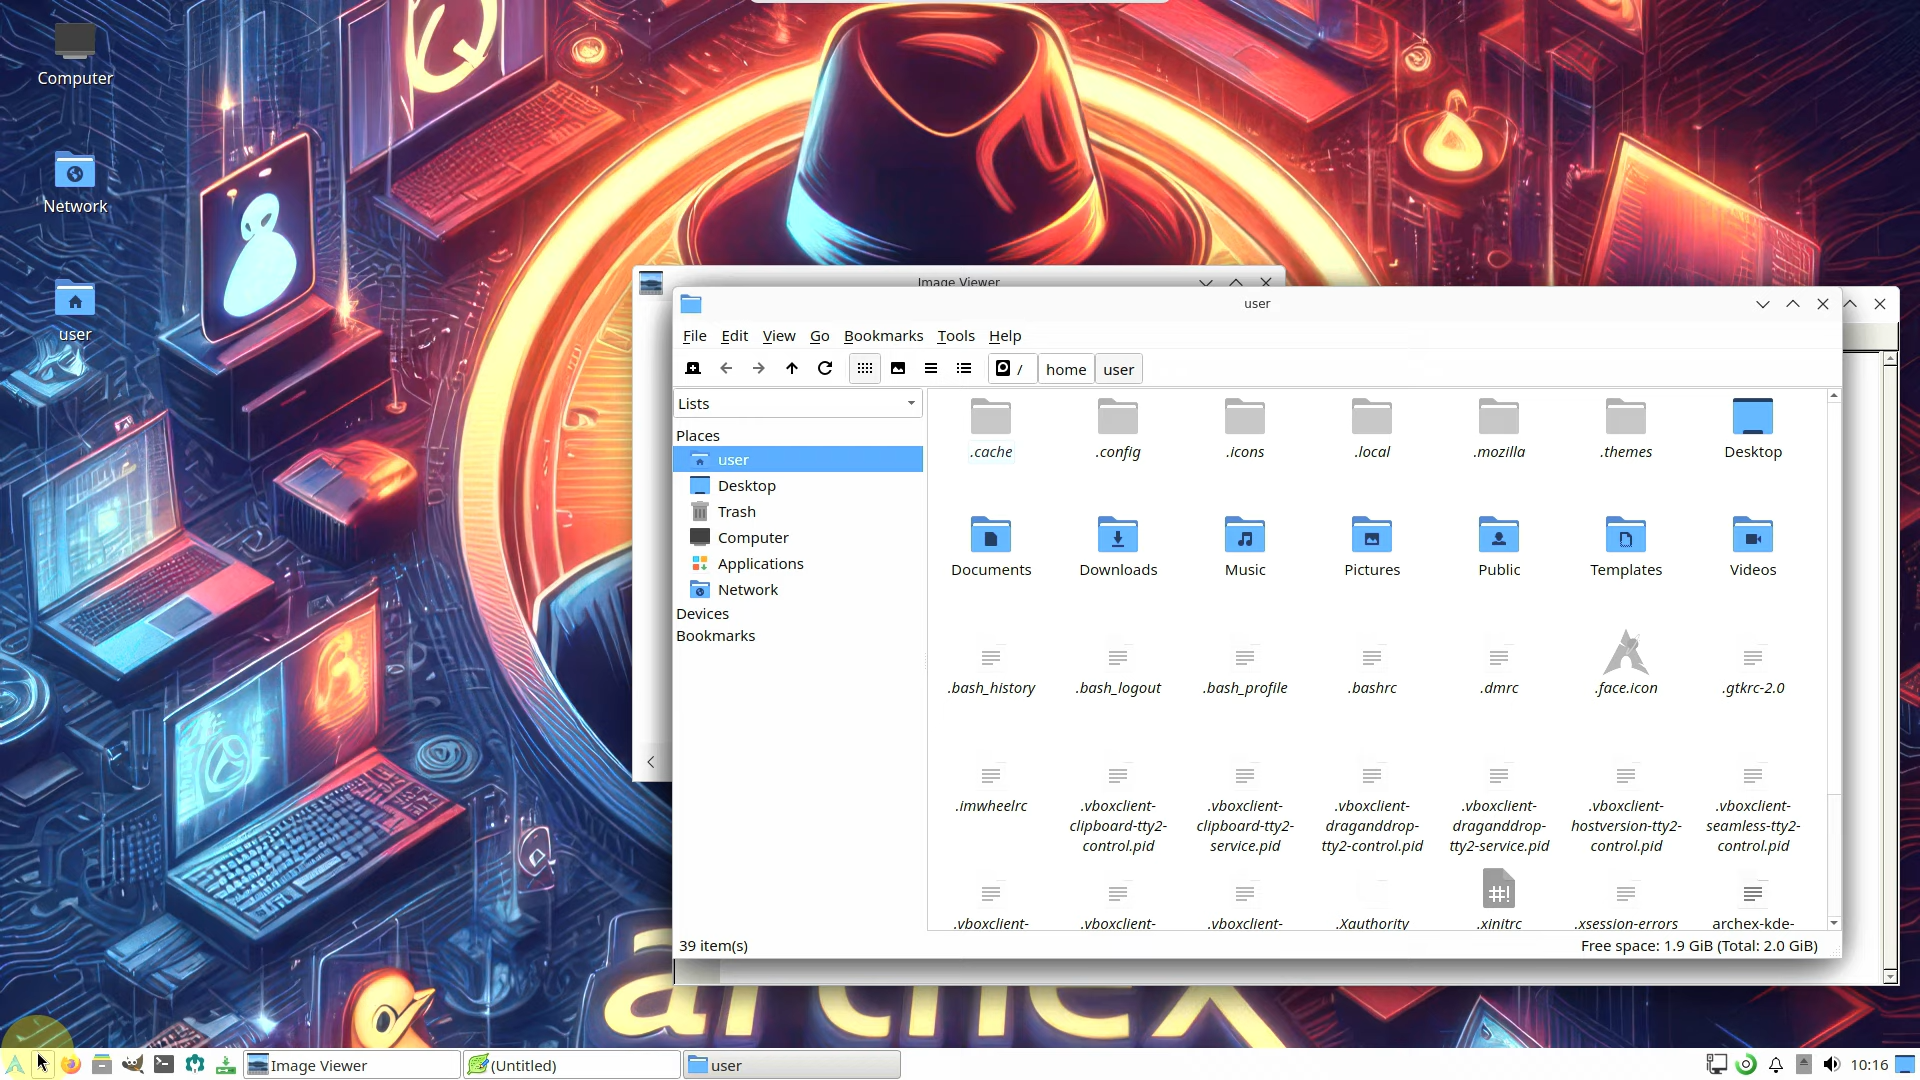 Computer
Network
user
Image Viewer
user
File Edit View Go Bookmarks Tools Help
/ home user
Lists
Places
user
Desktop
Trash
Computer
Applications
Network
Devices
Bookmarks
.cache .config .icons .local .mozilla .themes Desktop
Documents Downloads Music Pictures Public Templates Videos
.bash_history .bash_logout .bash_profile .bashrc .dmrc .face.icon .gtkrc-2.0
.imwheelrc .vboxclient- .vboxclient- .vboxclient- .vboxclient- .vboxclient- .vboxclient-
clipboard-tty2- clipboard-tty2- draganddrop- draganddrop- hostversion-tty2- seamless-tty2-
control.pid service.pid tty2-control.pid tty2-service.pid control.pid control.pid
.vboxclient- .vboxclient- .vboxclient- .Xauthority .xinitrc .xsession-errors archex-kde-
39 item(s) Free space: 1.9 GiB (Total: 2.0 GiB)
archex
Image Viewer (Untitled) user 10:16